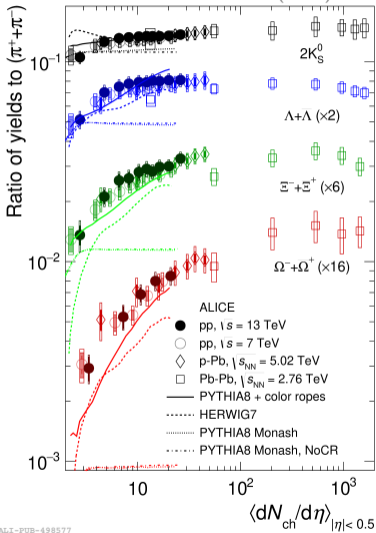 Ratio of yields to (π⁺+π⁻)
10⁻¹
10⁻²
10⁻³
2K⁰S
Λ+Λ (×2)
Ξ⁻+Ξ⁺ (×6)
Ω⁻+Ω⁺ (×16)
ALICE
pp, √s = 13 TeV
pp, √s = 7 TeV
p-Pb, √sNN = 5.02 TeV
Pb-Pb, √sNN = 2.76 TeV
PYTHIA8 + color ropes
HERWIG7
PYTHIA8 Monash
PYTHIA8 Monash, NoCR
10 10² 10³
⟨dNch/dη⟩|η|< 0.5
ALI-PUB-498577